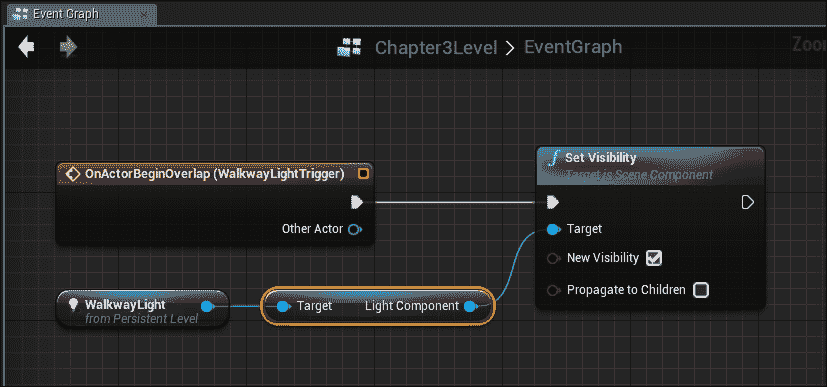 Event Graph
Chapter3Level > EventGraph
Zoo
OnActorBeginOverlap (WalkwayLightTrigger)
Other Actor
f Set Visibility
Target is Scene Component
Target
New Visibility
Propagate to Children
WalkwayLight
from Persistent Level
Target Light Component